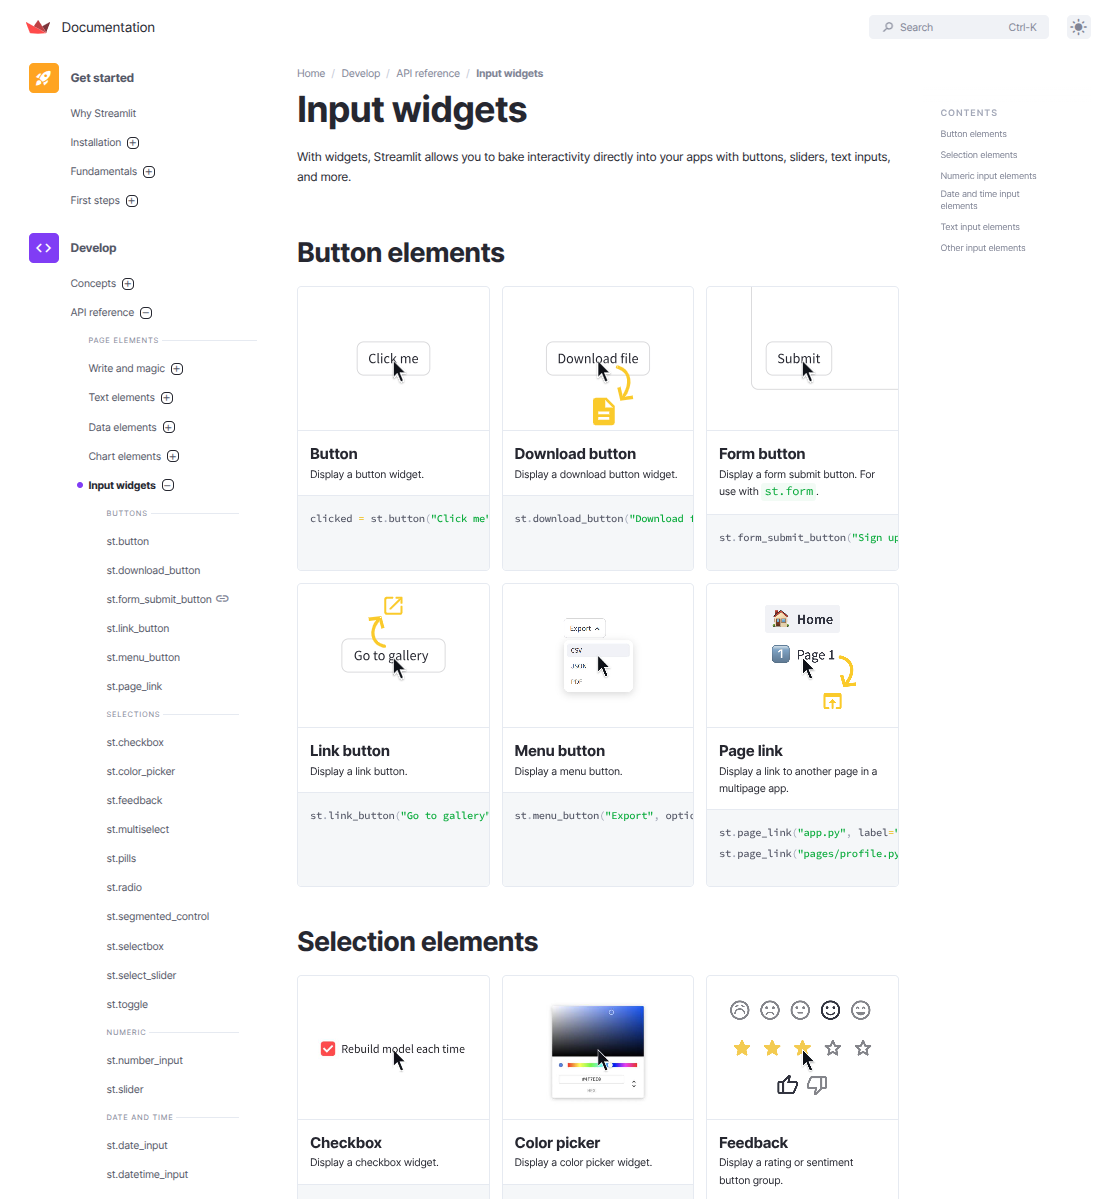 Documentation
Search
Ctrl-K
Get started
Why Streamlit
Installation
Fundamentals
First steps
Develop
Concepts
API reference
PAGE ELEMENTS
Write and magic
Text elements
Data elements
Chart elements
Input widgets
BUTTONS
st.button
st.download_button
st.form_submit_button
st.link_button
st.menu_button
st.page_link
SELECTIONS
st.checkbox
st.color_picker
st.feedback
st.multiselect
st.pills
st.radio
st.segmented_control
st.selectbox
st.select_slider
st.toggle
NUMERIC
st.number_input
st.slider
DATE AND TIME
st.date_input
st.datetime_input
Home / Develop / API reference / Input widgets
Input widgets
With widgets, Streamlit allows you to bake interactivity directly into your apps with buttons, sliders, text inputs,
and more.
Button elements
Click me
Button
Display a button widget.
clicked = st.button("Click me"
Download file
Download button
Display a download button widget.
st.download_button("Download f
Submit
Form button
Display a form submit button. For
use with st.form.
st.form_submit_button("Sign up
Go to gallery
Link button
Display a link button.
st.link_button("Go to gallery"
Export
CSV
JSON
PDF
Menu button
Display a menu button.
st.menu_button("Export", optio
Home
1 Page 1
Page link
Display a link to another page in a
multipage app.
st.page_link("app.py", label="
st.page_link("pages/profile.py
Selection elements
Rebuild model each time
Checkbox
Display a checkbox widget.
Color picker
Display a color picker widget.
Feedback
Display a rating or sentiment
button group.
CONTENTS
Button elements
Selection elements
Numeric input elements
Date and time input
elements
Text input elements
Other input elements